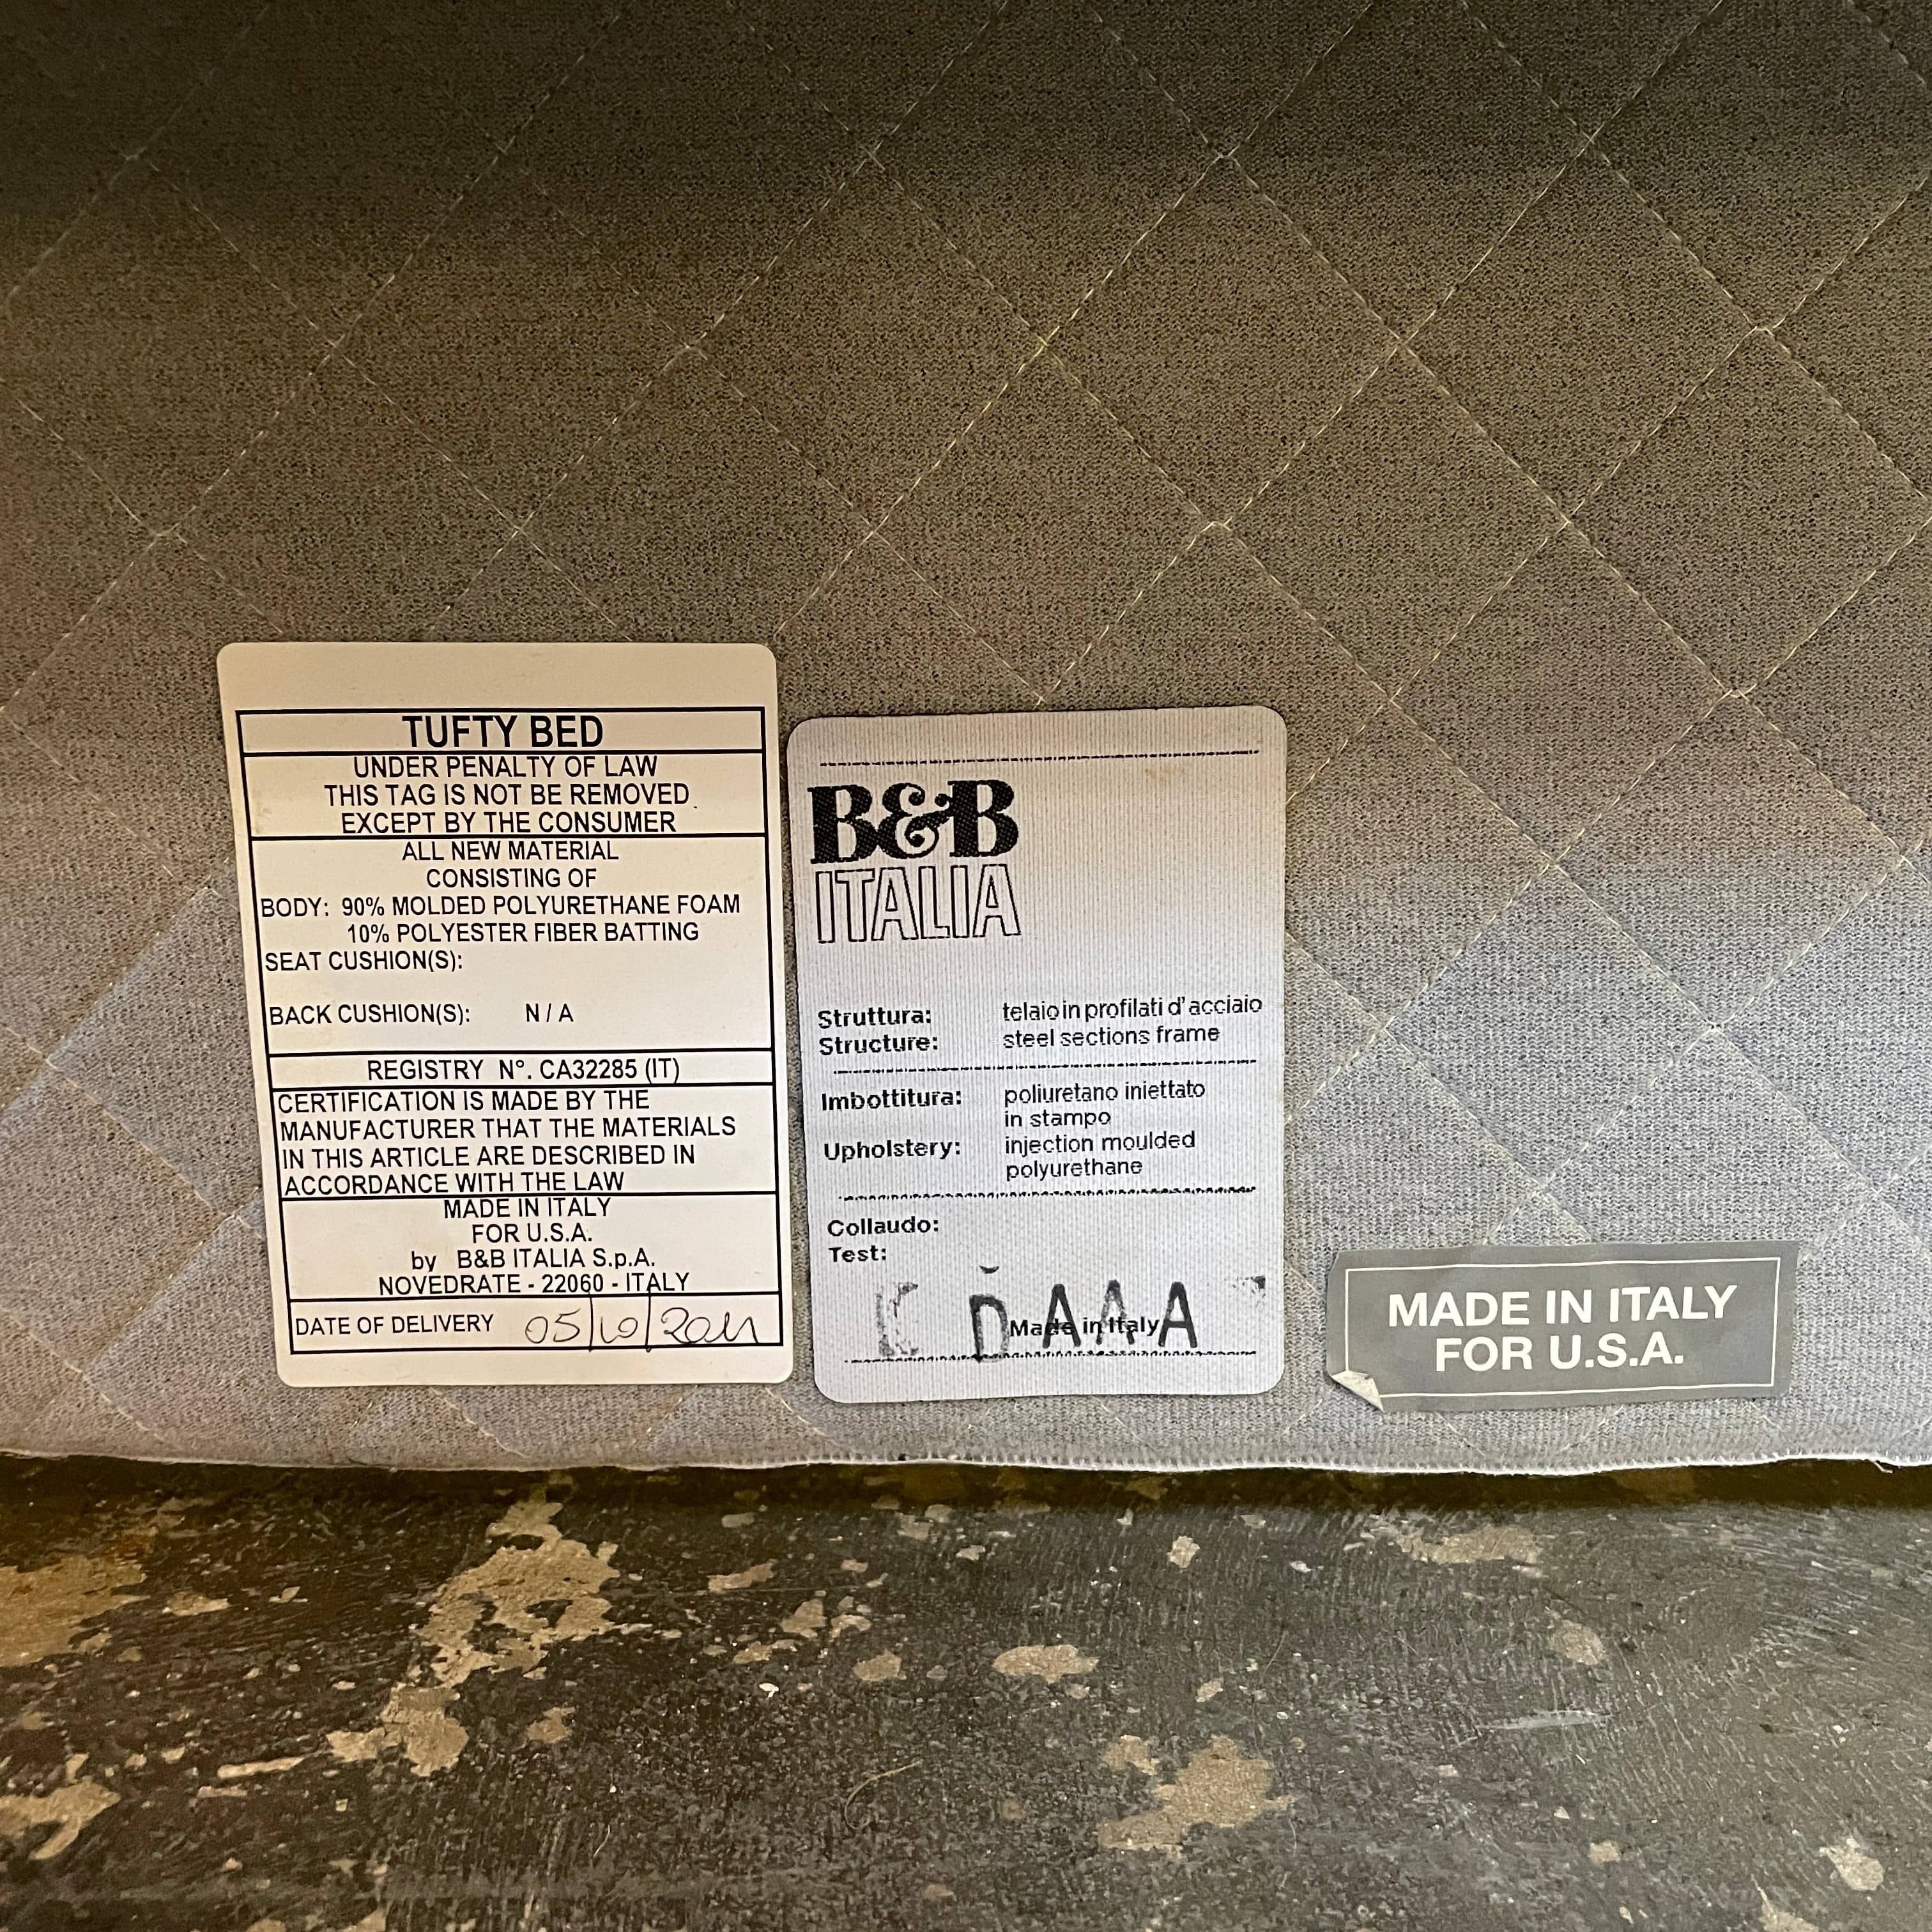 TUFTY BED
UNDER PENALTY OF LAW
THIS TAG IS NOT BE REMOVED
EXCEPT BY THE CONSUMER
ALL NEW MATERIAL
CONSISTING OF
BODY: 90% MOLDED POLYURETHANE FOAM
10% POLYESTER FIBER BATTING
SEAT CUSHION(S):
BACK CUSHION(S): N / A
REGISTRY N°. CA32285 (IT)
CERTIFICATION IS MADE BY THE
MANUFACTURER THAT THE MATERIALS
IN THIS ARTICLE ARE DESCRIBED IN
ACCORDANCE WITH THE LAW
MADE IN ITALY
FOR U.S.A.
by B&B ITALIA S.p.A.
NOVEDRATE - 22060 - ITALY
DATE OF DELIVERY 05/10/2011
B&B
ITALIA
Struttura: telaio in profilati d'acciaio
Structure: steel sections frame
Imbottitura: poliuretano iniettato
in stampo
Upholstery: injection moulded
polyurethane
Collaudo:
Test:
D A A A
Made in Italy
MADE IN ITALY
FOR U.S.A.